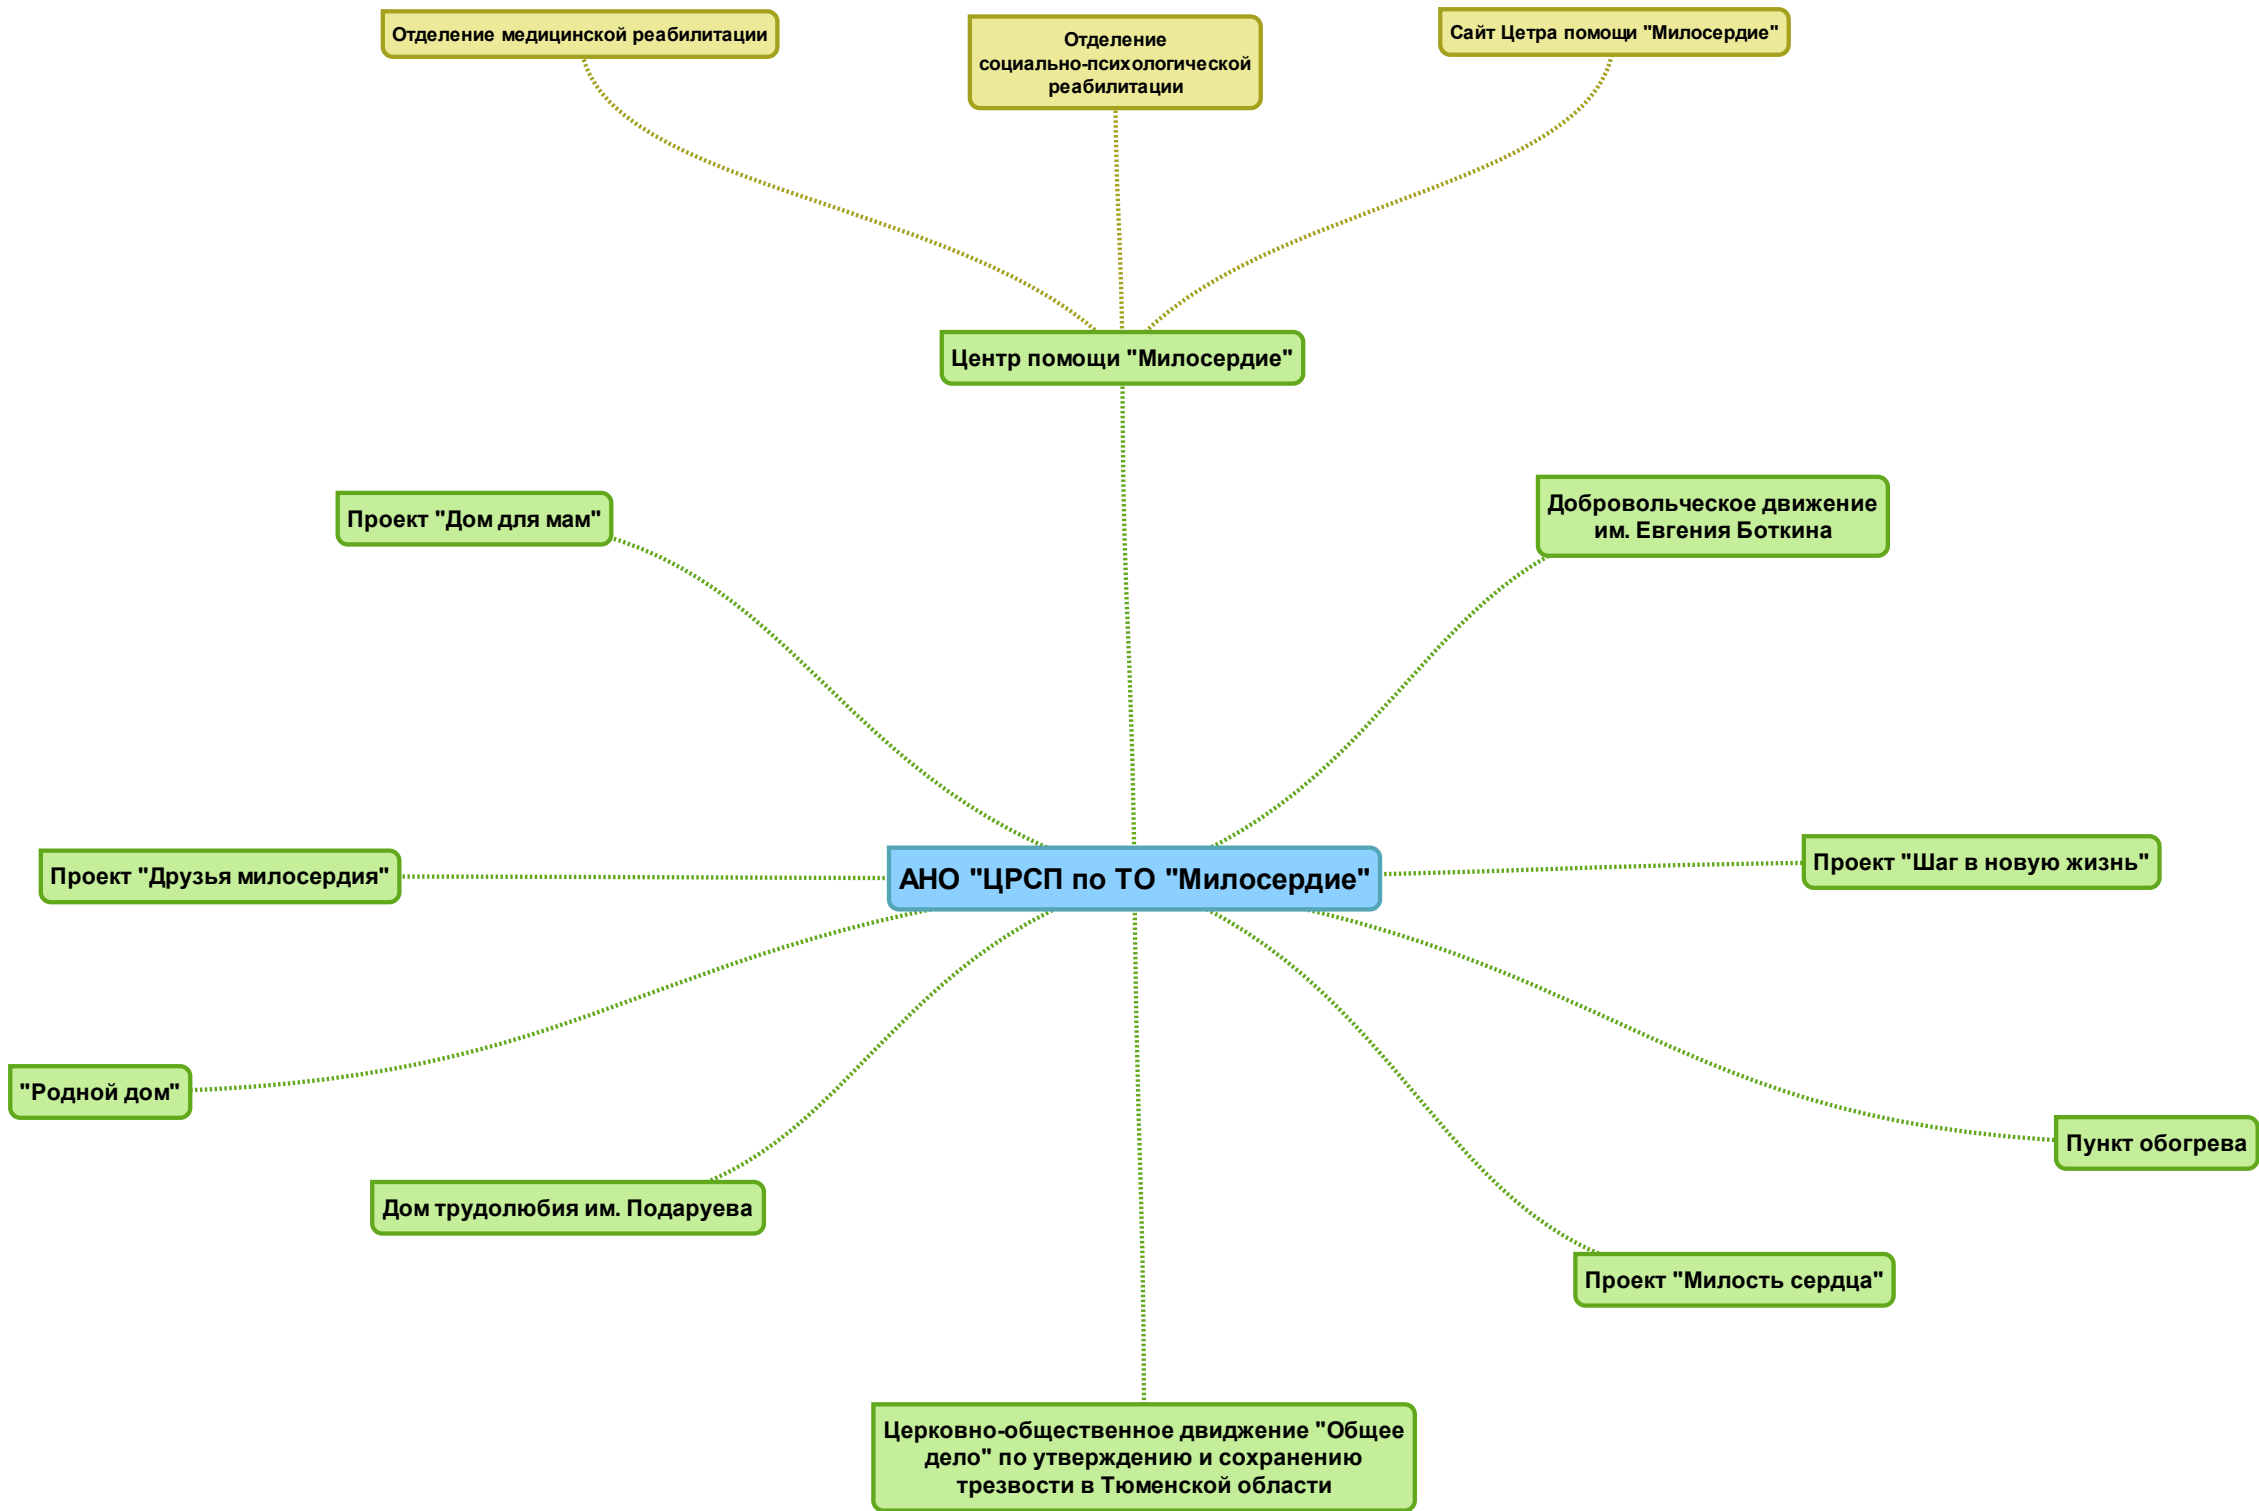 Отделение медицинской реабилитации
Отделение
социально-психологической
реабилитации
Сайт Цетра помощи "Милосердие"
Центр помощи "Милосердие"
Проект "Дом для мам"
Добровольческое движение
им. Евгения Боткина
Проект "Друзья милосердия"
АНО "ЦРСП по ТО "Милосердие"
Проект "Шаг в новую жизнь"
"Родной дом"
Пункт обогрева
Дом трудолюбия им. Подаруева
Проект "Милость сердца"
Церковно-общественное двиджение "Общее
дело" по утверждению и сохранению
трезвости в Тюменской области